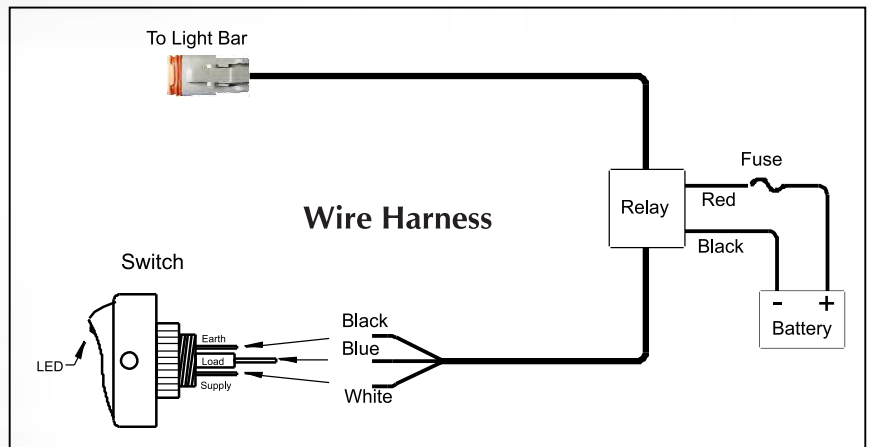 To Light Bar
Fuse
Relay
Red
Wire Harness
Black
Switch
- +
Battery
Black
Earth
Blue
Load
LED
Supply
White